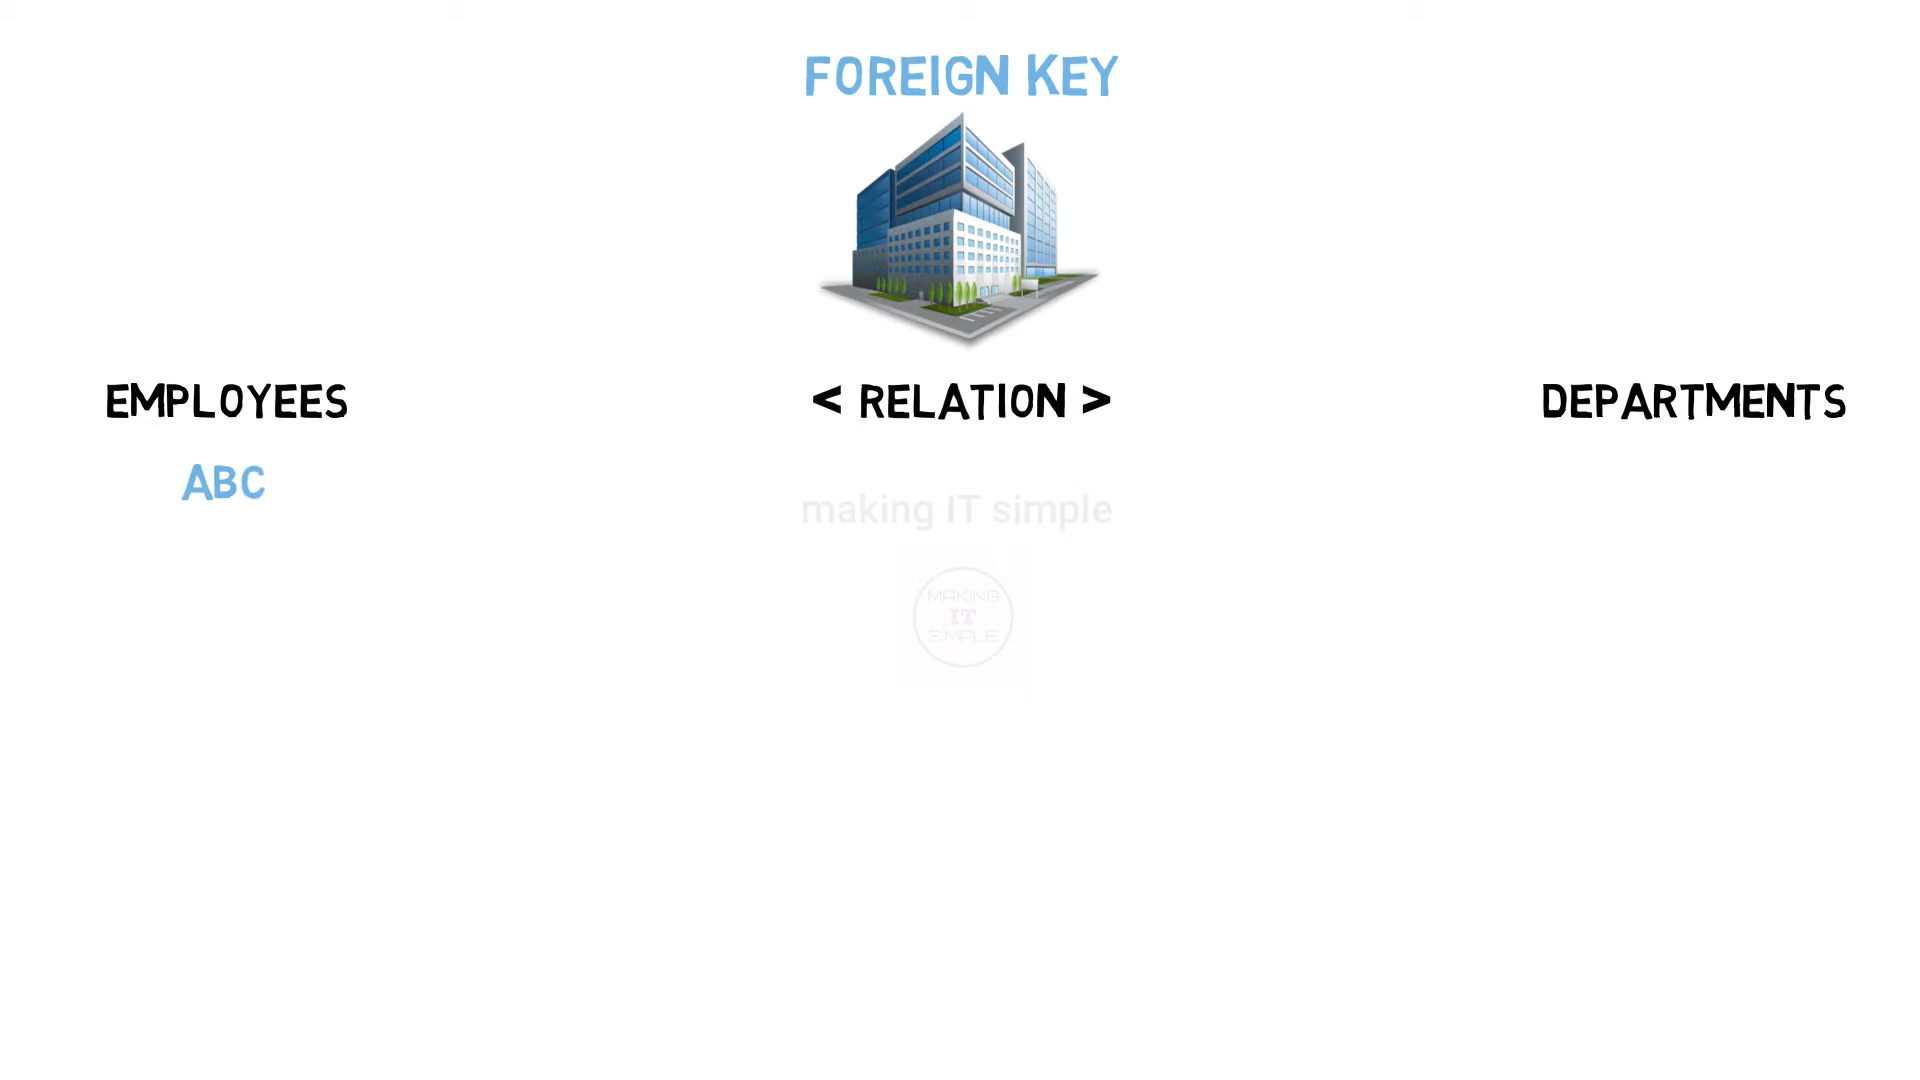 FOREIGN KEY
EMPLOYEES
< RELATION >
DEPARTMENTS
ABC
making IT simple
MAKING
IT
SIMPLE